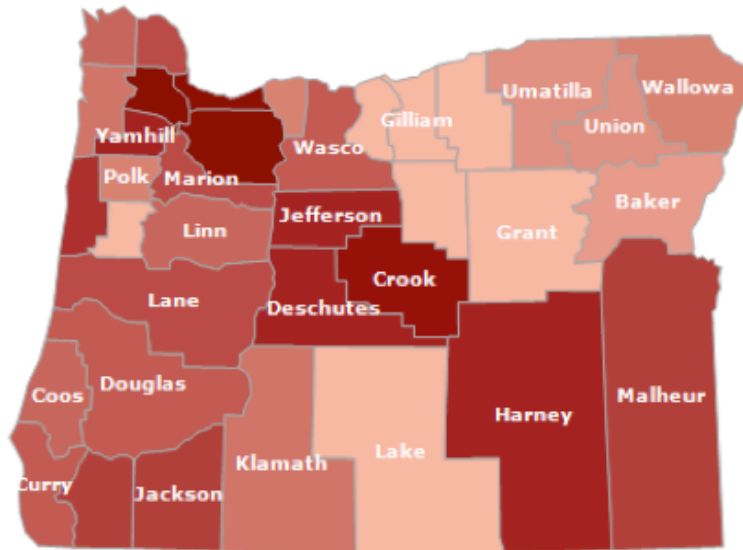 Umatilla
Wallowa
Gilliam
Yamhill
Union
Wasco
Polk
Marion
Baker
Jefferson
Linn
Grant
Crook
Lane
Deschutes
Douglas
Coos
Malheur
Harney
Lake
Klamath
Curry
Jackson